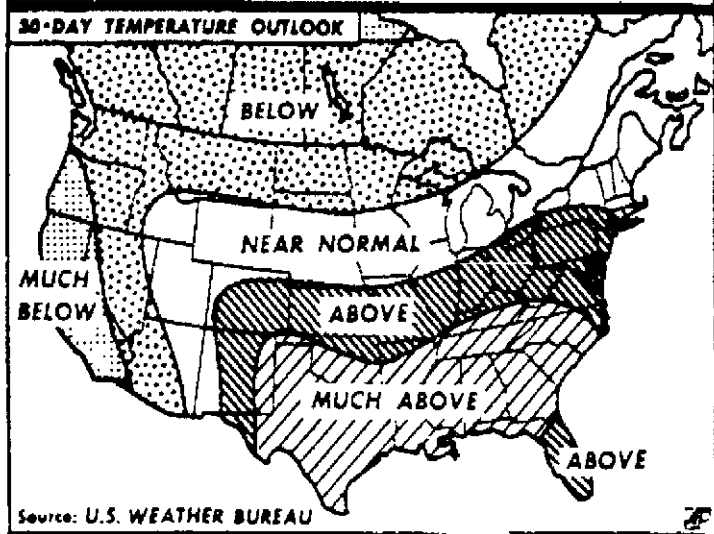 30-DAY TEMPERATURE OUTLOOK
BELOW
NEAR NORMAL
MUCH
BELOW
ABOVE
MUCH ABOVE
ABOVE
Source: U.S. WEATHER BUREAU